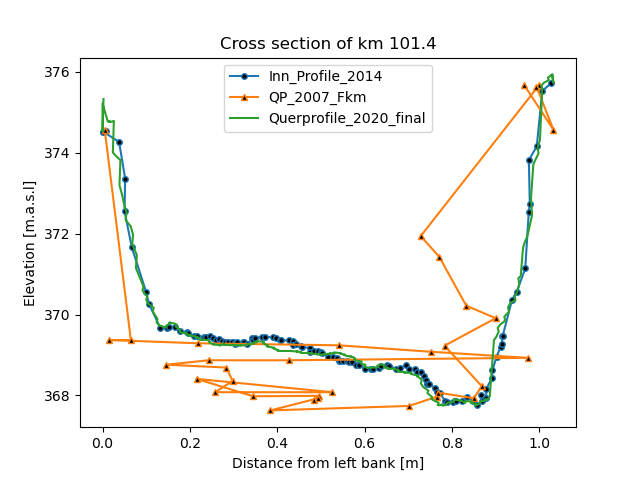 Cross section of km 101.4
Inn_Profile_2014
QP_2007_Fkm
Querprofile_2020_final
376
374
372
370
368
Elevation [m.a.s.l]
0.0 0.2 0.4 0.6 0.8 1.0
Distance from left bank [m]